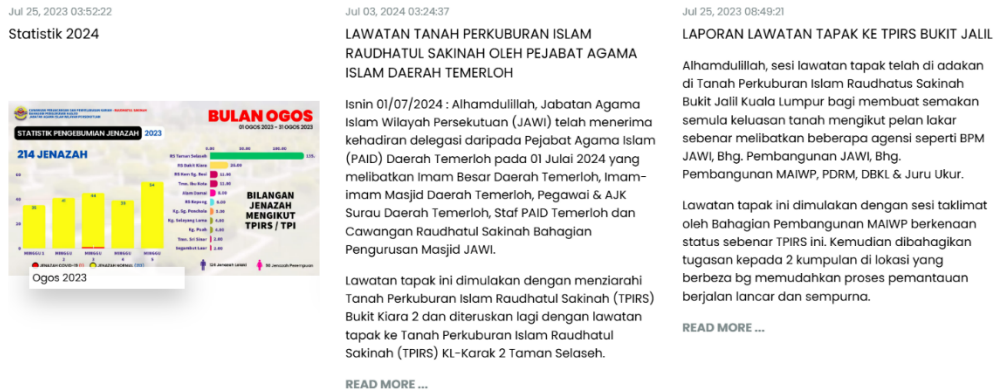 Jul 25, 2023 03:52:22
Statistik 2024
BULAN OGOS
01 OGOS 2023 - 31 OGOS 2023
STATISTIK PENGEBUMIAN JENAZAH 2023
214 JENAZAH
BILANGAN
JENAZAH
MENGIKUT
TPIRS / TPI
Ogos 2023
Jul 03, 2024 03:24:37
LAWATAN TANAH PERKUBURAN ISLAM
RAUDHATUL SAKINAH OLEH PEJABAT AGAMA
ISLAM DAERAH TEMERLOH
Isnin 01/07/2024 : Alhamdulillah, Jabatan Agama
Islam Wilayah Persekutuan (JAWI) telah menerima
kehadiran delegasi daripada Pejabat Agama Islam
(PAID) Daerah Temerloh pada 01 Julai 2024 yang
melibatkan Imam Besar Daerah Temerloh, Imam-
imam Masjid Daerah Temerloh, Pegawai & AJK
Surau Daerah Temerloh, Staf PAID Temerloh dan
Cawangan Raudhatul Sakinah Bahagian
Pengurusan Masjid JAWI.
Lawatan tapak ini dimulakan dengan menziarahi
Tanah Perkuburan Islam Raudhatul Sakinah (TPIRS)
Bukit Kiara 2 dan diteruskan lagi dengan lawatan
tapak ke Tanah Perkuburan Islam Raudhatul
Sakinah (TPIRS) KL-Karak 2 Taman Selaseh.
READ MORE ...
Jul 25, 2023 08:49:21
LAPORAN LAWATAN TAPAK KE TPIRS BUKIT JALIL
Alhamdulillah, sesi lawatan tapak telah di adakan
di Tanah Perkuburan Islam Raudhatus Sakinah
Bukit Jalil Kuala Lumpur bagi membuat semakan
semula keluasan tanah mengikut pelan lakar
sebenar melibatkan beberapa agensi seperti BPM
JAWI, Bhg. Pembangunan JAWI, Bhg.
Pembangunan MAIWP, PDRM, DBKL & Juru Ukur.
Lawatan tapak ini dimulakan dengan sesi taklimat
oleh Bahagian Pembangunan MAIWP berkenaan
status sebenar TPIRS ini. Kemudian dibahagikan
tugasan kepada 2 kumpulan di lokasi yang
berbeza bg memudahkan proses pemantauan
berjalan lancar dan sempurna.
READ MORE ...